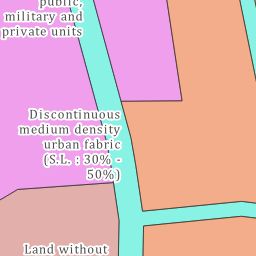 public,
military and
private units
Discontinuous
medium density
urban fabric
(S.L. : 30% -
50%)
Land without